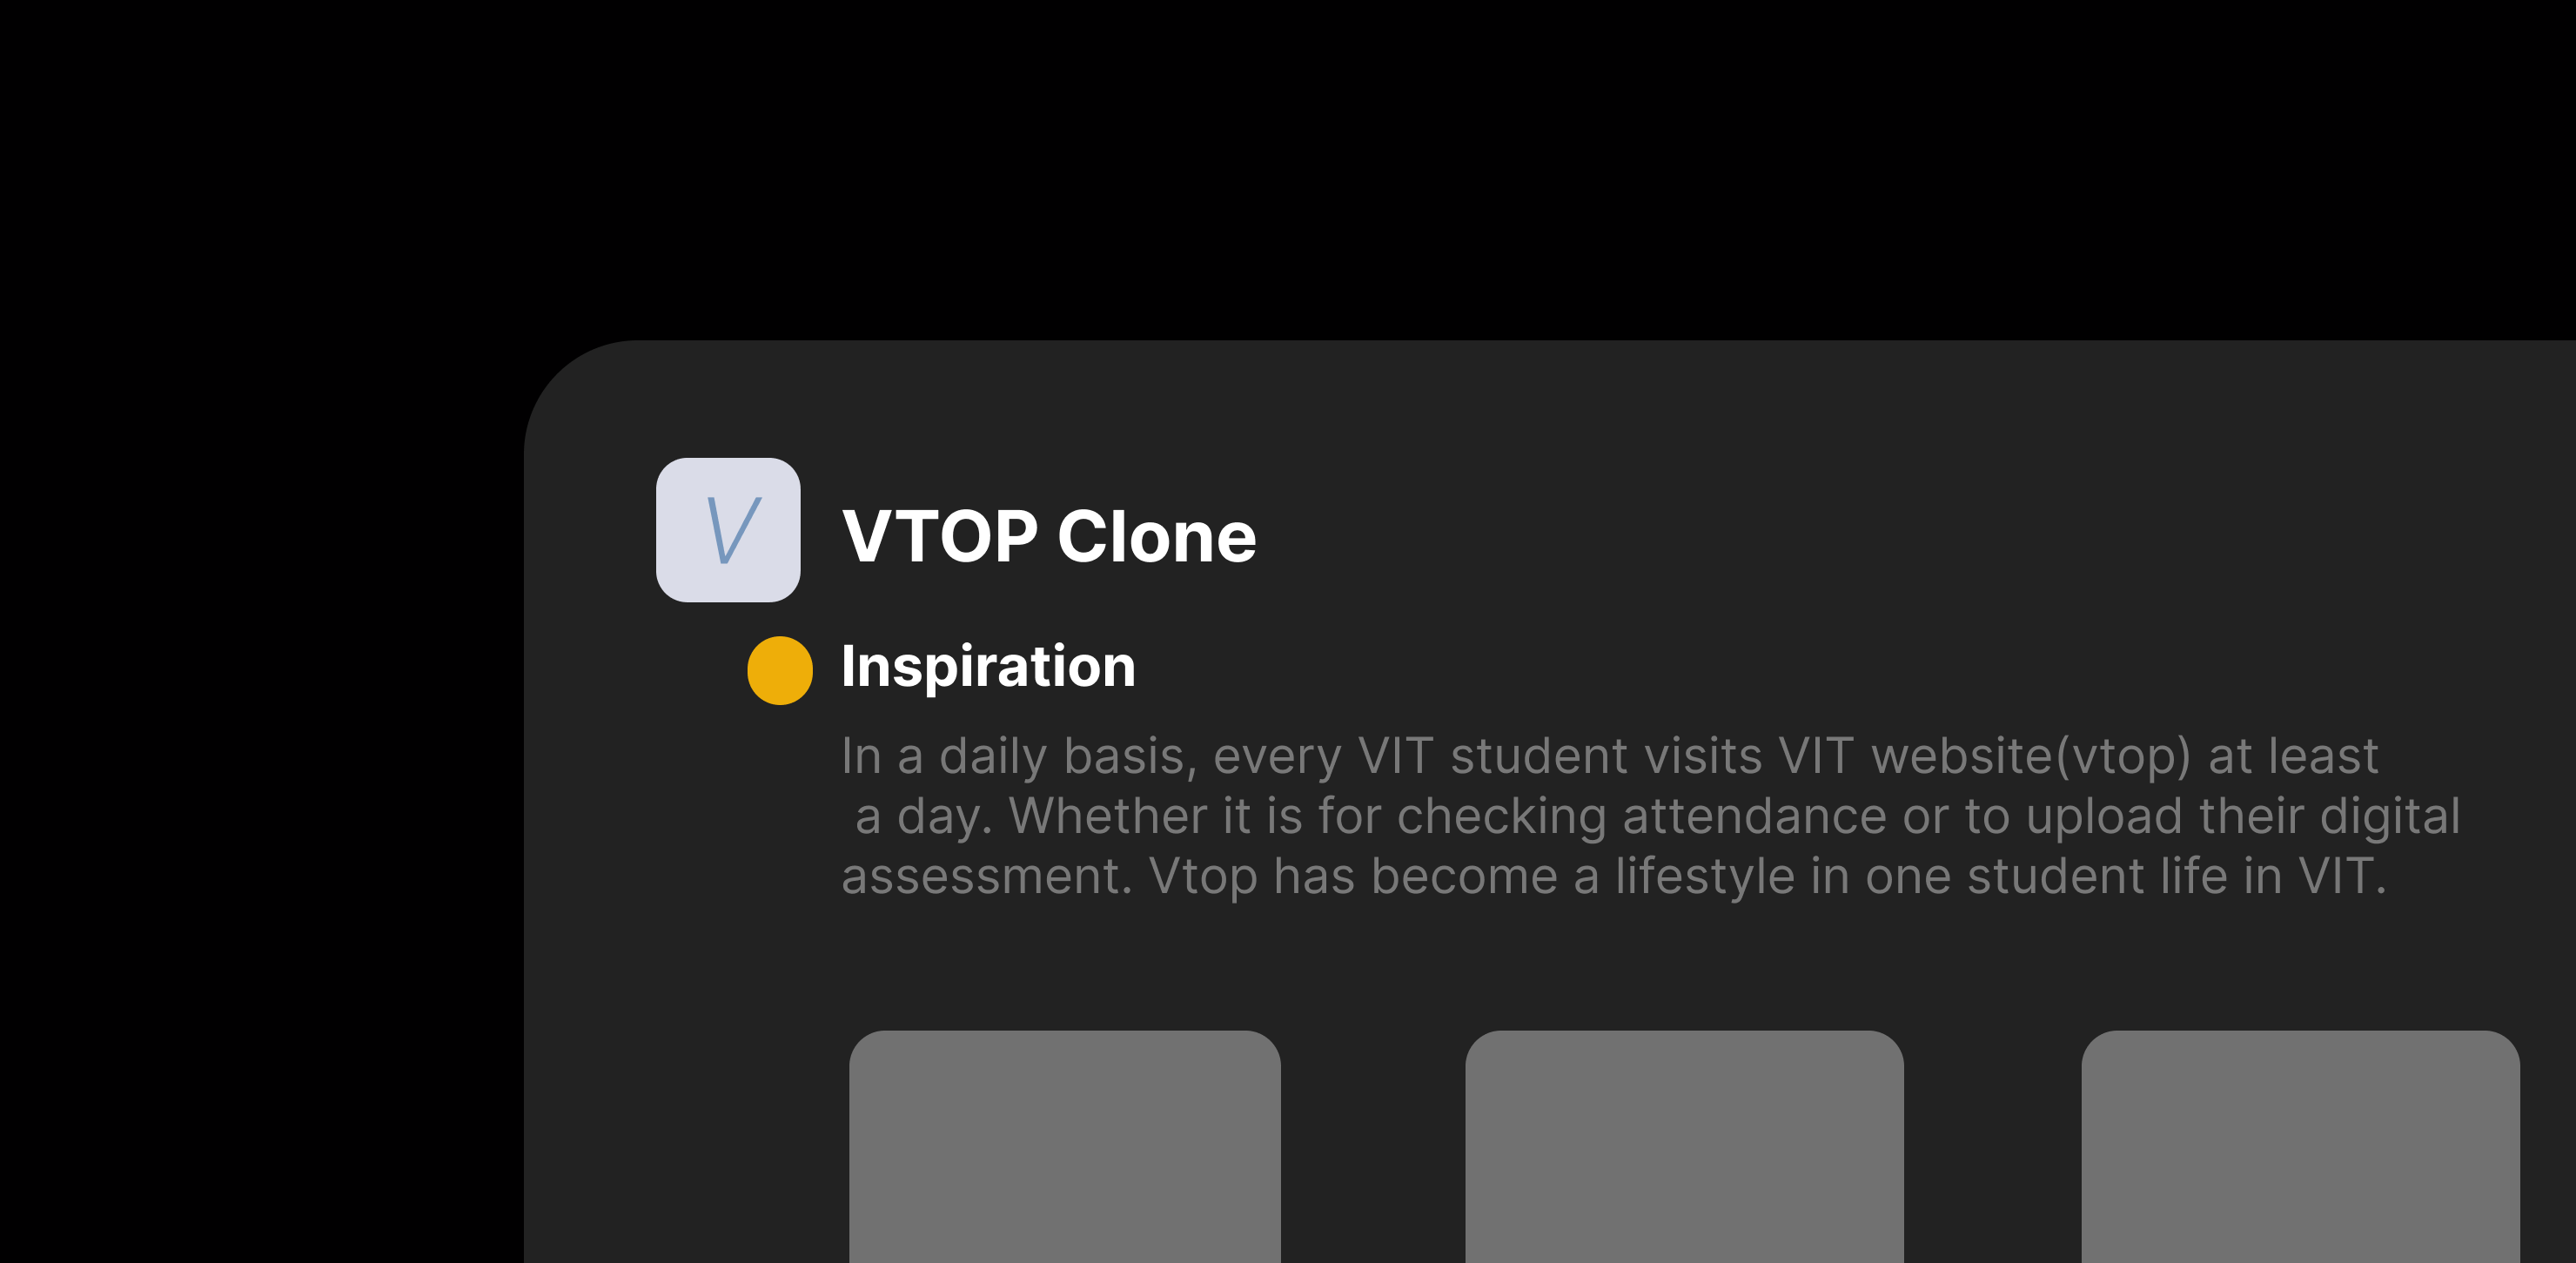 V
VTOP Clone
Inspiration
In a daily basis, every VIT student visits VIT website(vtop) at least
a day. Whether it is for checking attendance or to upload their digital
assessment. Vtop has become a lifestyle in one student life in VIT.